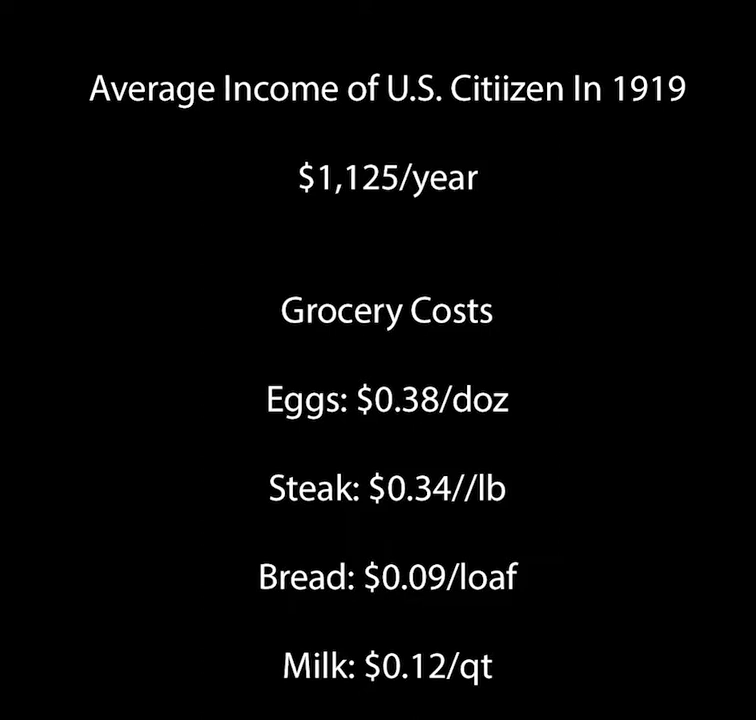 Average Income of U.S. Citiizen In 1919
$1,125/year
Grocery Costs
Eggs: $0.38/doz
Steak: $0.34//lb
Bread: $0.09/loaf
Milk: $0.12/qt